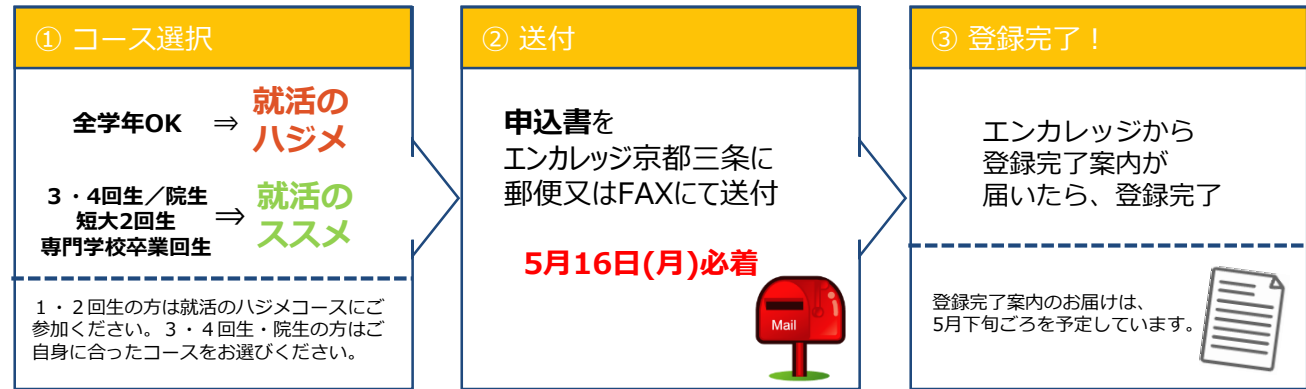 ① コース選択
全学年OK ⇒ 就活の
ハジメ
3・4回生／院生
短大2回生
専門学校卒業回生
⇒ 就活の
ススメ
1・2回生の方は就活のハジメコースにご
参加ください。3・4回生・院生の方はご
自身に合ったコースをお選びください。
② 送付
申込書を
エンカレッジ京都三条に
郵便又はFAXにて送付
5月16日(月)必着
Mail
③ 登録完了！
エンカレッジから
登録完了案内が
届いたら、登録完了
登録完了案内のお届けは、
5月下旬ごろを予定しています。